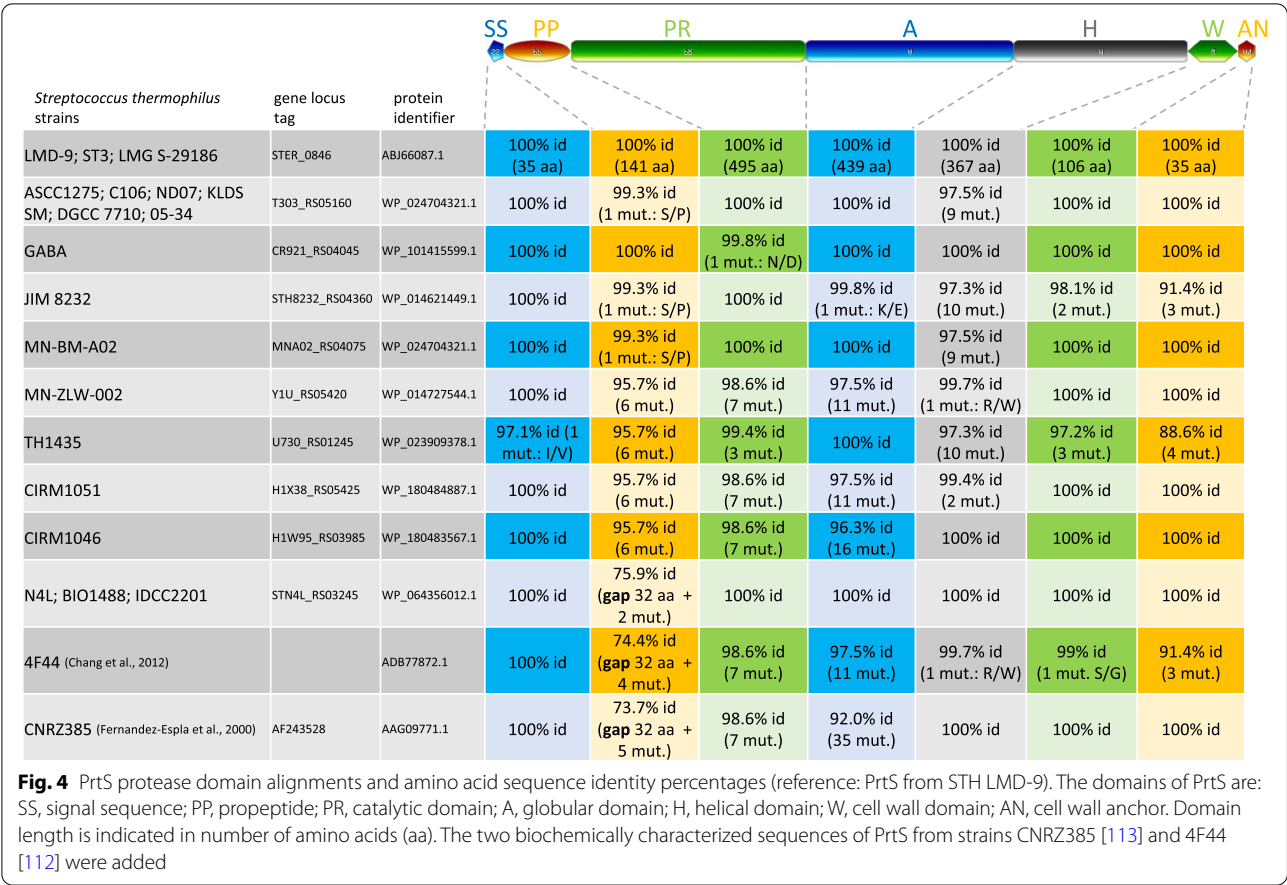 SS PP PR A H W AN
SS PP PR A H W AN
Streptococcus thermophilus strains
gene locus tag
protein identifier
LMD-9; ST3; LMG S-29186 STER_0846 ABJ66087.1 100% id (35 aa) 100% id (141 aa) 100% id (495 aa) 100% id (439 aa) 100% id (367 aa) 100% id (106 aa) 100% id (35 aa)
ASCC1275; C106; ND07; KLDS SM; DGCC 7710; 05-34 T303_RS05160 WP_024704321.1 100% id 99.3% id (1 mut.: S/P) 100% id 100% id 97.5% id (9 mut.) 100% id 100% id
GABA CR921_RS04045 WP_101415599.1 100% id 100% id 99.8% id (1 mut.: N/D) 100% id 100% id 100% id 100% id
JIM 8232 STH8232_RS04360 WP_014621449.1 100% id 99.3% id (1 mut.: S/P) 100% id 99.8% id (1 mut.: K/E) 97.3% id (10 mut.) 98.1% id (2 mut.) 91.4% id (3 mut.)
MN-BM-A02 MNA02_RS04075 WP_024704321.1 100% id 99.3% id (1 mut.: S/P) 100% id 100% id 97.5% id (9 mut.) 100% id 100% id
MN-ZLW-002 Y1U_RS05420 WP_014727544.1 100% id 95.7% id (6 mut.) 98.6% id (7 mut.) 97.5% id (11 mut.) 99.7% id (1 mut.: R/W) 100% id 100% id
TH1435 U730_RS01245 WP_023909378.1 97.1% id (1 mut.: I/V) 95.7% id (6 mut.) 99.4% id (3 mut.) 100% id 97.3% id (10 mut.) 97.2% id (3 mut.) 88.6% id (4 mut.)
CIRM1051 H1X38_RS05425 WP_180484887.1 100% id 95.7% id (6 mut.) 98.6% id (7 mut.) 97.5% id (11 mut.) 99.4% id (2 mut.) 100% id 100% id
CIRM1046 H1W95_RS03985 WP_180483567.1 100% id 95.7% id (6 mut.) 98.6% id (7 mut.) 96.3% id (16 mut.) 100% id 100% id 100% id
N4L; BIO1488; IDCC2201 STN4L_RS03245 WP_064356012.1 100% id 75.9% id (gap 32 aa + 2 mut.) 100% id 100% id 100% id 100% id 100% id
4F44 (Chang et al., 2012) ADB77872.1 100% id 74.4% id (gap 32 aa + 4 mut.) 98.6% id (7 mut.) 97.5% id (11 mut.) 99.7% id (1 mut.: R/W) 99% id (1 mut. S/G) 91.4% id (3 mut.)
CNRZ385 (Fernandez-Espla et al., 2000) AF243528 AAG09771.1 100% id 73.7% id (gap 32 aa + 5 mut.) 98.6% id (7 mut.) 92.0% id (35 mut.) 100% id 100% id 100% id
Fig. 4 PrtS protease domain alignments and amino acid sequence identity percentages (reference: PrtS from STH LMD-9). The domains of PrtS are:
SS, signal sequence; PP, propeptide; PR, catalytic domain; A, globular domain; H, helical domain; W, cell wall domain; AN, cell wall anchor. Domain
length is indicated in number of amino acids (aa). The two biochemically characterized sequences of PrtS from strains CNRZ385 [113] and 4F44
[112] were added